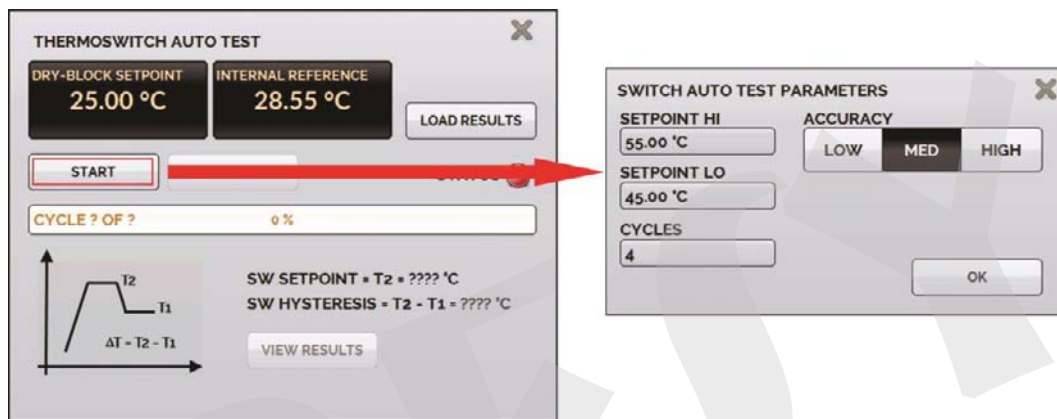 THERMOSWITCH AUTO TEST
DRY-BLOCK SETPOINT
25.00 °C
INTERNAL REFERENCE
28.55 °C
LOAD RESULTS
START
CYCLE ? OF ? 0 %
T2
T1
ΔT = T2 - T1
SW SETPOINT = T2 = ???? °C
SW HYSTERESIS = T2 - T1 = ???? °C
VIEW RESULTS
SWITCH AUTO TEST PARAMETERS
SETPOINT HI
55.00 °C
SETPOINT LO
45.00 °C
CYCLES
4
ACCURACY
LOW MED HIGH
OK